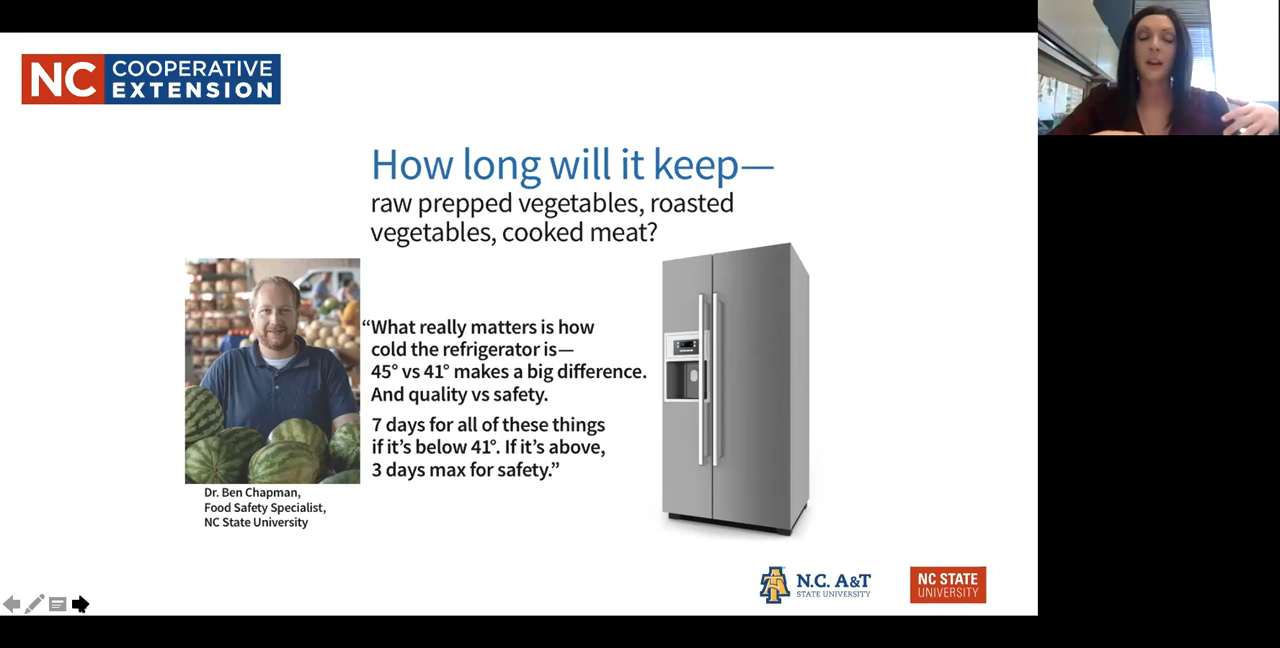 NC COOPERATIVE
EXTENSION
How long will it keep—
raw prepped vegetables, roasted
vegetables, cooked meat?
“What really matters is how
cold the refrigerator is—
45° vs 41° makes a big difference.
And quality vs safety.
7 days for all of these things
if it’s below 41°. If it’s above,
3 days max for safety.”
Dr. Ben Chapman,
Food Safety Specialist,
NC State University
N.C. A&T
STATE UNIVERSITY
NC STATE
UNIVERSITY